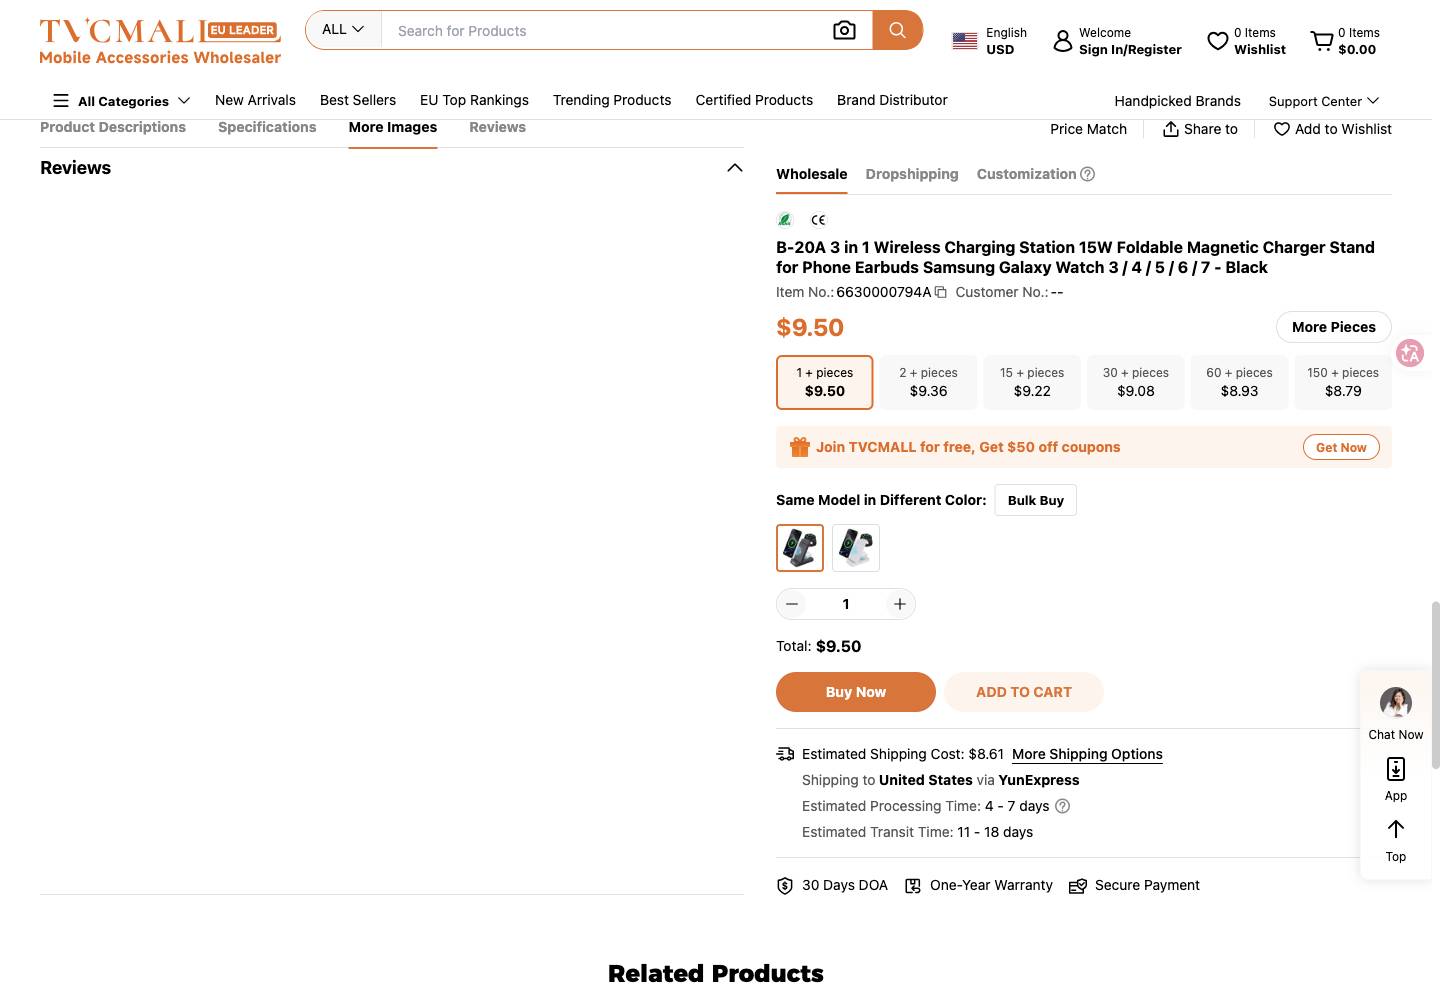 TVCMALL EU LEADER
Mobile Accessories Wholesaler
ALL
Search for Products
English
USD
Welcome
Sign In/Register
0 Items
Wishlist
0 Items
$0.00
All Categories
New Arrivals
Best Sellers
EU Top Rankings
Trending Products
Certified Products
Brand Distributor
Handpicked Brands
Support Center
Product Descriptions
Specifications
More Images
Reviews
Price Match
Share to
Add to Wishlist
Reviews
Wholesale
Dropshipping
Customization
CE
B-20A 3 in 1 Wireless Charging Station 15W Foldable Magnetic Charger Stand
for Phone Earbuds Samsung Galaxy Watch 3 / 4 / 5 / 6 / 7 - Black
Item No.: 6630000794A Customer No.: --
$9.50
More Pieces
1 + pieces
$9.50
2 + pieces
$9.36
15 + pieces
$9.22
30 + pieces
$9.08
60 + pieces
$8.93
150 + pieces
$8.79
Join TVCMALL for free, Get $50 off coupons
Get Now
Same Model in Different Color:
Bulk Buy
1
Total: $9.50
Buy Now
ADD TO CART
Estimated Shipping Cost: $8.61 More Shipping Options
Shipping to United States via YunExpress
Estimated Processing Time: 4 - 7 days
Estimated Transit Time: 11 - 18 days
30 Days DOA
One-Year Warranty
Secure Payment
Chat Now
App
Top
Related Products